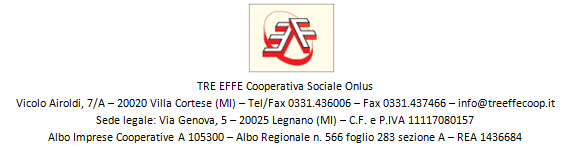 TRE EFFE Cooperativa Sociale Onlus
Vicolo Airoldi, 7/A – 20020 Villa Cortese (MI) – Tel/Fax 0331.436006 – Fax 0331.437466 – info@treeffecoop.it
Sede legale: Via Genova, 5 – 20025 Legnano (MI) – C.F. e P.IVA 11117080157
Albo Imprese Cooperative A 105300 – Albo Regionale n. 566 foglio 283 sezione A – REA 1436684